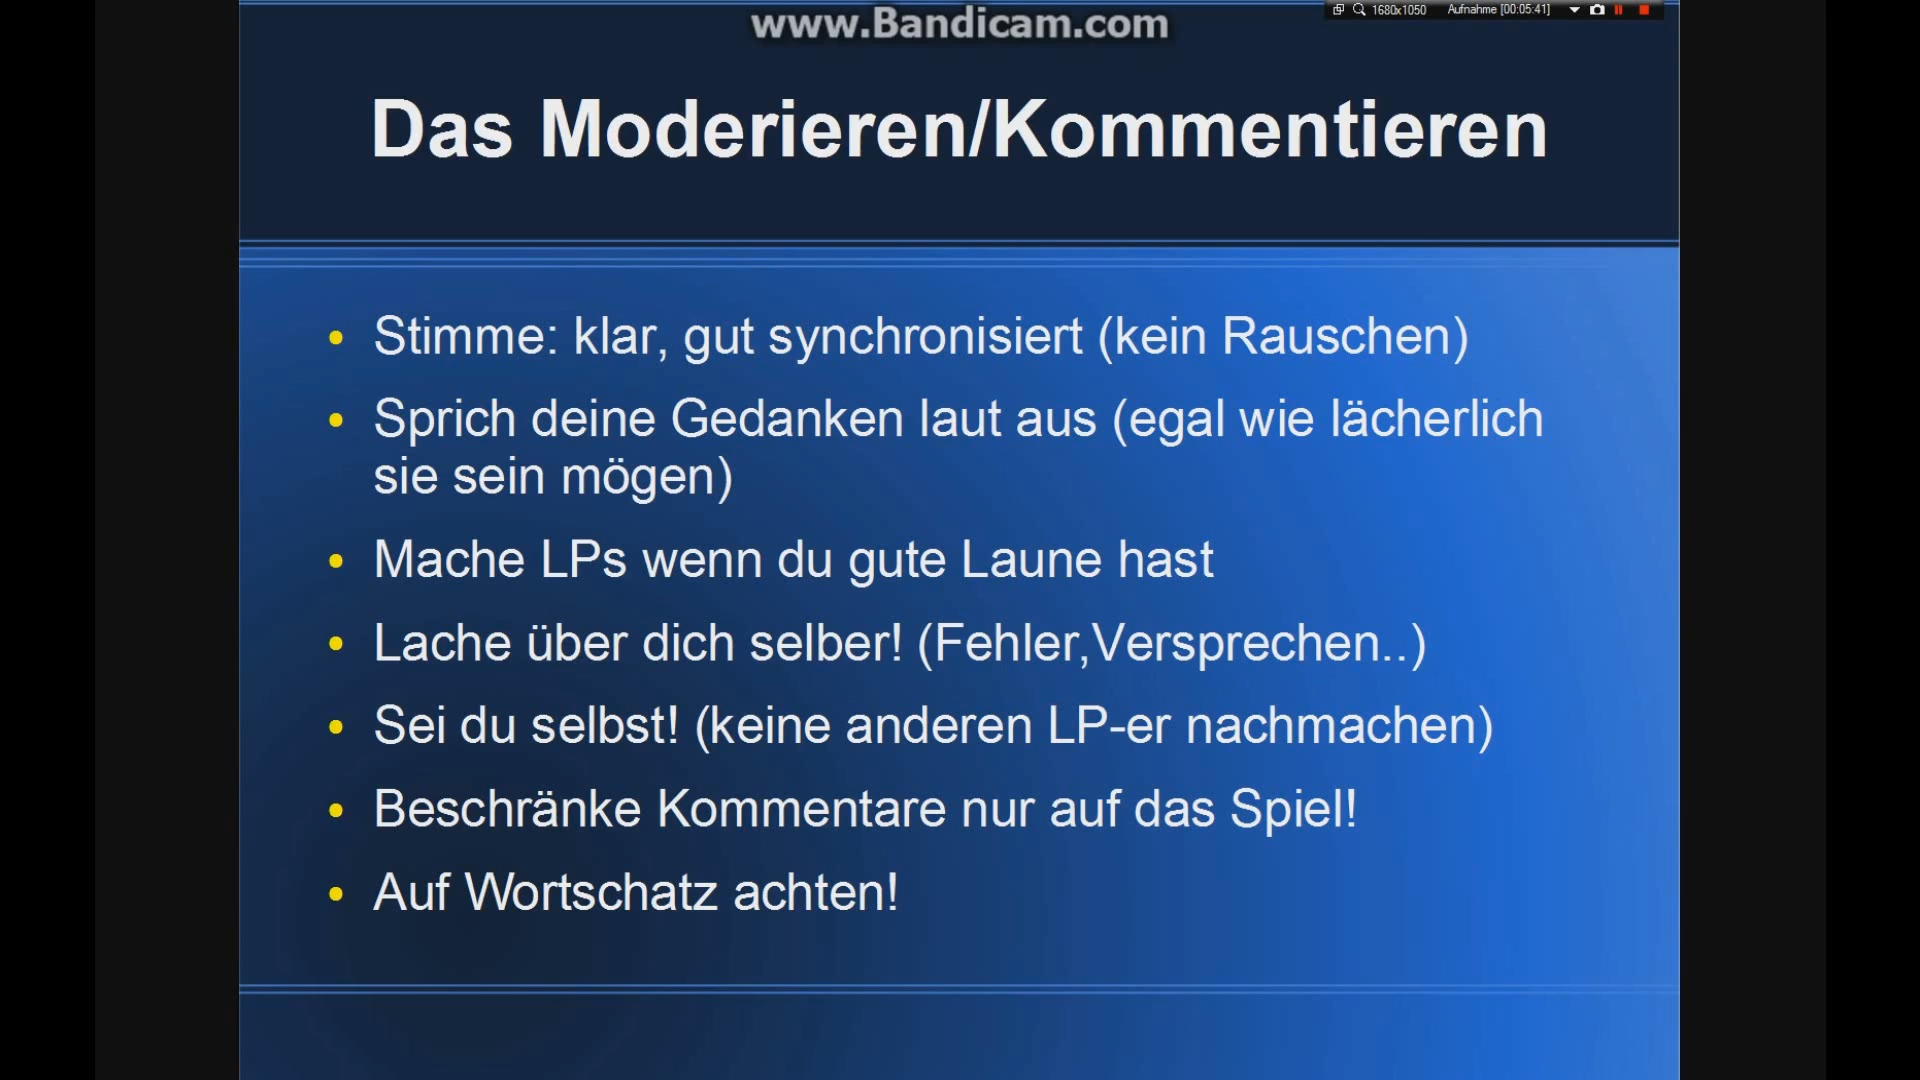 www.Bandicam.com
1680x1050 Aufnahme [00:05:41]
Das Moderieren/Kommentieren
• Stimme: klar, gut synchronisiert (kein Rauschen)
• Sprich deine Gedanken laut aus (egal wie lächerlich
sie sein mögen)
• Mache LPs wenn du gute Laune hast
• Lache über dich selber! (Fehler,Versprechen..)
• Sei du selbst! (keine anderen LP-er nachmachen)
• Beschränke Kommentare nur auf das Spiel!
• Auf Wortschatz achten!